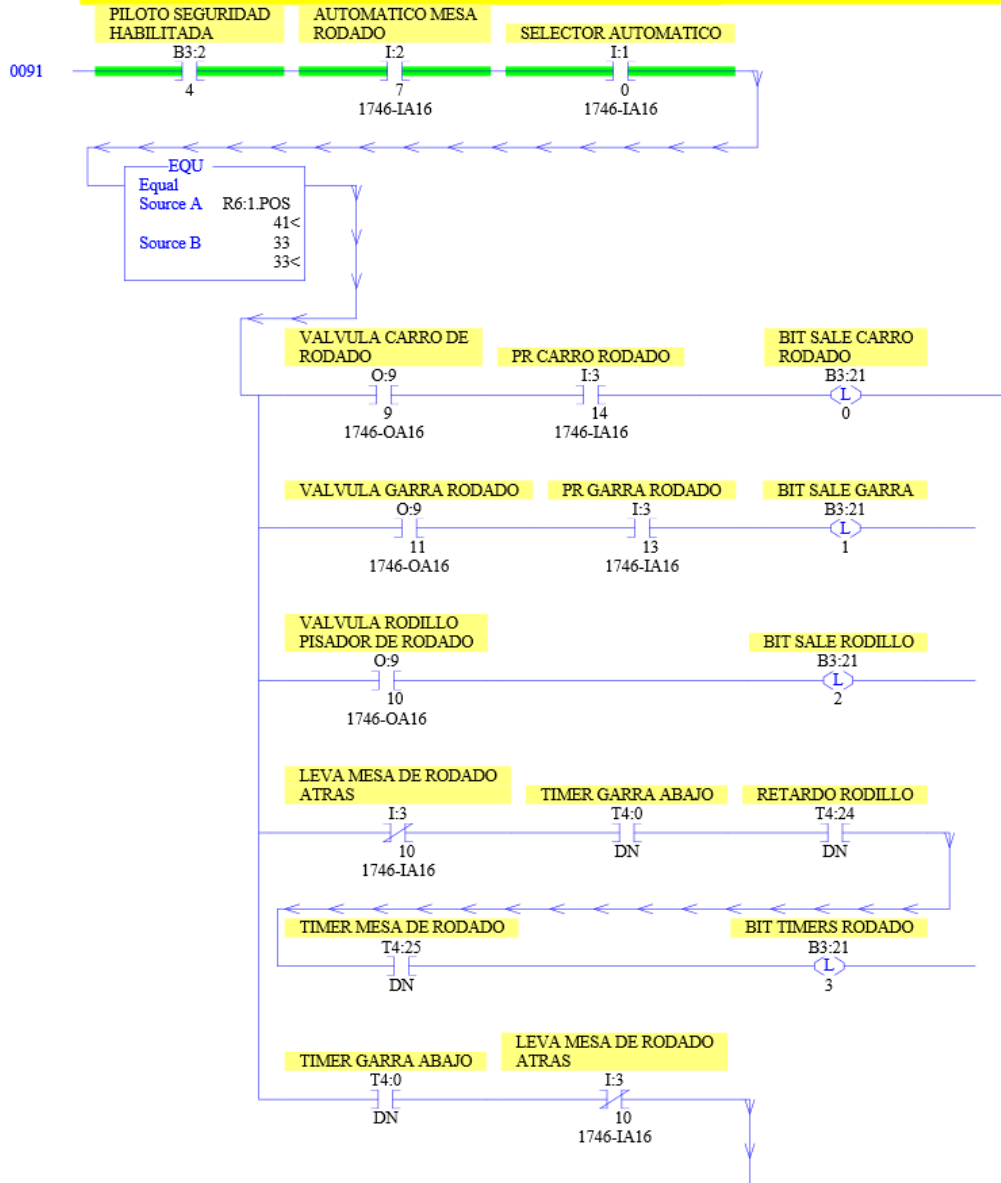 PILOTO SEGURIDAD
HABILITADA
B3:2
4
AUTOMATICO MESA
RODADO
I:2
7
1746-IA16
SELECTOR AUTOMATICO
I:1
0
1746-IA16
0091
EQU
Equal
Source A R6:1.POS
41<
Source B 33
33<
VALVULA CARRO DE
RODADO
O:9
9
1746-OA16
PR CARRO RODADO
I:3
14
1746-IA16
BIT SALE CARRO
RODADO
B3:21
L
0
VALVULA GARRA RODADO
O:9
11
1746-OA16
PR GARRA RODADO
I:3
13
1746-IA16
BIT SALE GARRA
B3:21
L
1
VALVULA RODILLO
PISADOR DE RODADO
O:9
10
1746-OA16
BIT SALE RODILLO
B3:21
L
2
LEVA MESA DE RODADO
ATRAS
I:3
10
1746-IA16
TIMER GARRA ABAJO
T4:0
DN
RETARDO RODILLO
T4:24
DN
TIMER MESA DE RODADO
T4:25
DN
BIT TIMERS RODADO
B3:21
L
3
TIMER GARRA ABAJO
T4:0
DN
LEVA MESA DE RODADO
ATRAS
I:3
10
1746-IA16